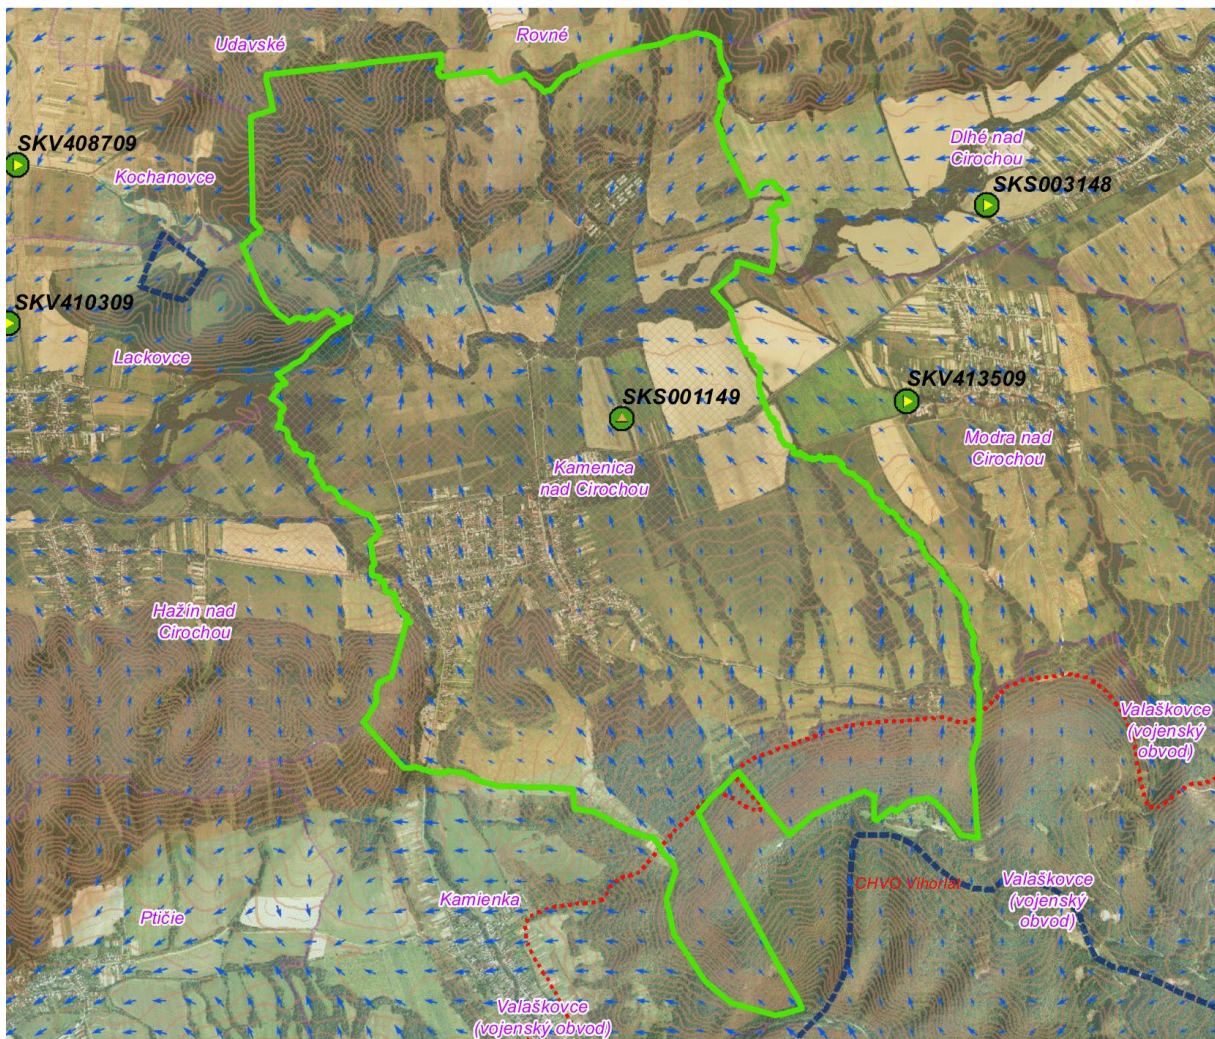 Rovné
Udavské
SKV408709
Dlhé nad
Cirochou
Kochanovce
SKS003148
SKV410309
Lackovce
SKV413509
SKS001149
Modra nad
Cirochou
Kamenica
nad Cirochou
Hažín nad
Cirochou
Valaškovce
(vojenský
obvod)
CHVO Vihorlat
Valaškovce
(vojenský
obvod)
Kamienka
Ptičie
Valaškovce
(vojenský obvod)